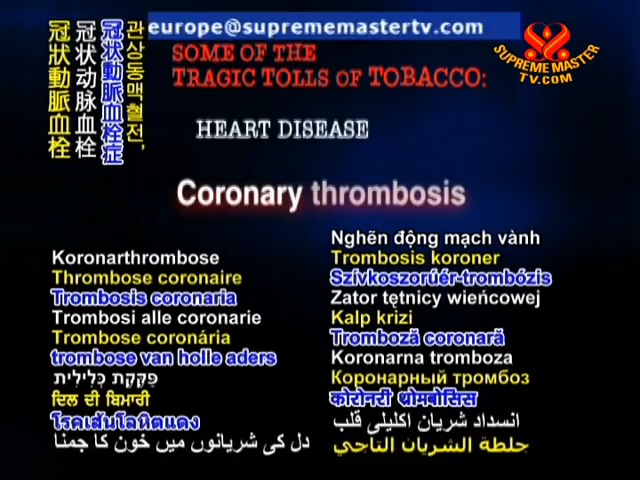 europe@suprememastertv.com
SUPREME MASTER
TV.COM
SOME OF THE
TRAGIC TOLLS OF TOBACCO:
HEART DISEASE
Coronary thrombosis
冠狀動脈血栓
冠状动脉血栓
冠状動脈血栓症
관상동맥혈전,
Koronarthrombose
Thrombose coronaire
Trombosis coronaria
Trombosi alle coronarie
Trombose coronária
trombose van holle aders
פַּקֶּקֶת כְּלִילִית
ਦਿਲ ਦੀ ਬਿਮਾਰੀ
โรคเส้นโลหิตแดง
دل کی شریانوں میں خون کا جمنا
Nghẽn động mạch vành
Trombosis koroner
Szívkoszorúér-trombózis
Zator tętnicy wieńcowej
Kalp krizi
Tromboză coronară
Koronarna tromboza
Коронарный тромбоз
कोरोनरी थोमबोसिस
انسداد شریان اکلیلی قلب
جلطة الشريان التاجي